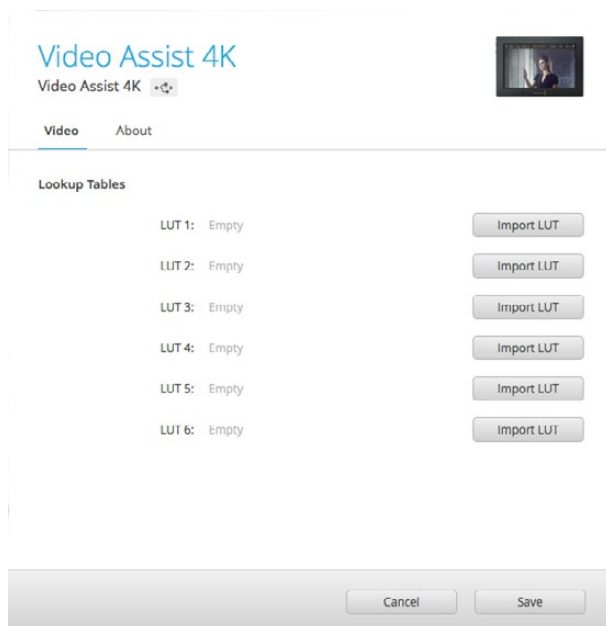 Video Assist 4K
Video Assist 4K
Video About
Lookup Tables
LUT 1: Empty Import LUT
LUT 2: Empty Import LUT
LUT 3: Empty Import LUT
LUT 4: Empty Import LUT
LUT 5: Empty Import LUT
LUT 6: Empty Import LUT
Cancel Save